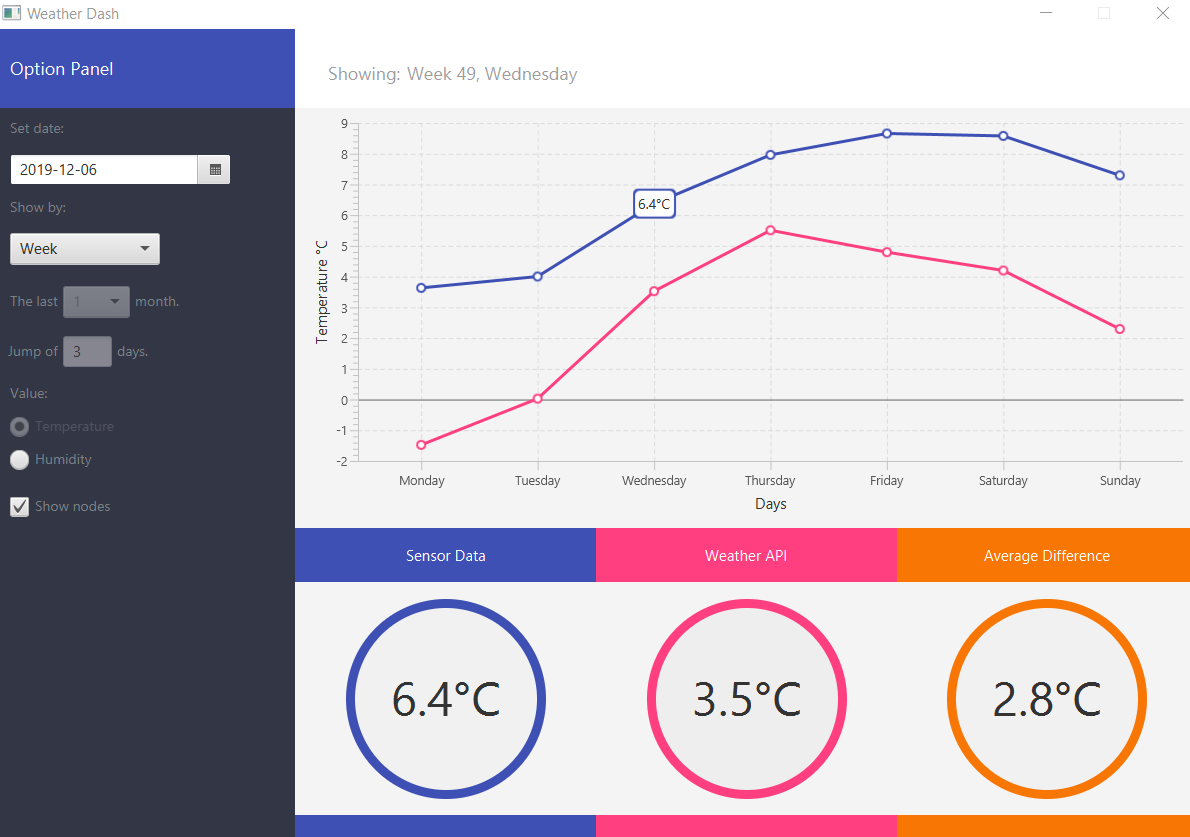 Weather Dash
Option Panel
Showing: Week 49, Wednesday
Set date:
2019-12-06
Show by:
Week
The last 1 month.
Jump of 3 days.
Value:
Temperature
Humidity
Show nodes
Temperature °C
9
8
7
6
5
4
3
2
1
0
-1
-2
6.4°C
Monday Tuesday Wednesday Thursday Friday Saturday Sunday
Days
Sensor Data Weather API Average Difference
6.4°C 3.5°C 2.8°C